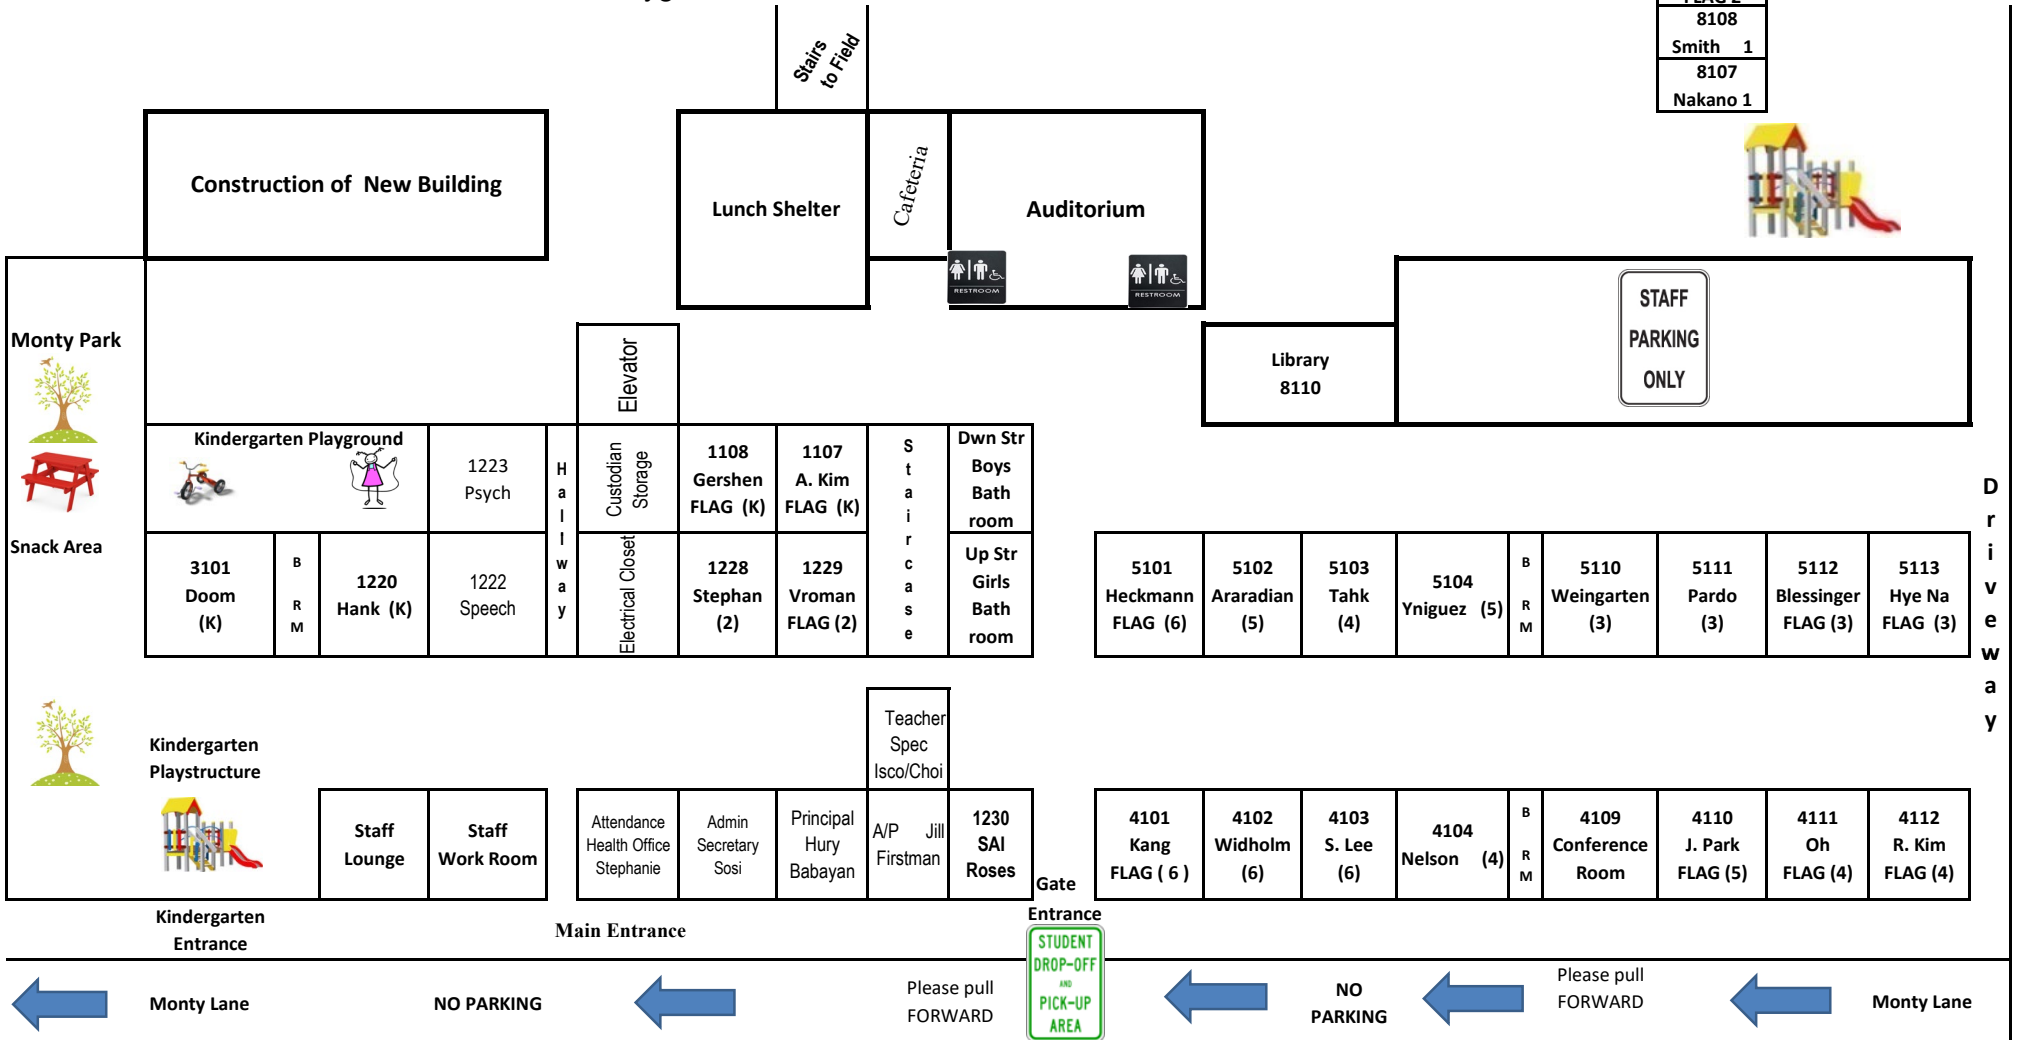 FLAG 2
8108
Smith 1
8107
Nakano 1
Stairs
to Field
Construction of New Building
Lunch Shelter
Cafeteria
Auditorium
RESTROOM
RESTROOM
STAFF
PARKING
ONLY
Monty Park
Library
8110
Elevator
Kindergarten Playground
1223
Psych
Hallway
Custodian
Storage
1108
Gershen
FLAG (K)
1107
A. Kim
FLAG (K)
Staircase
Dwn Str
Boys
Bath
room
Driveway
Snack Area
3101
Doom
(K)
B
R
M
1220
Hank (K)
1222
Speech
Electrical Closet
1228
Stephan
(2)
1229
Vroman
FLAG (2)
Up Str
Girls
Bath
room
5101
Heckmann
FLAG (6)
5102
Araradian
(5)
5103
Tahk
(4)
5104
Yniguez (5)
B
R
M
5110
Weingarten
(3)
5111
Pardo
(3)
5112
Blessinger
FLAG (3)
5113
Hye Na
FLAG (3)
Teacher
Spec
Isco/Choi
Kindergarten
Playstructure
Staff
Lounge
Staff
Work Room
Attendance
Health Office
Stephanie
Admin
Secretary
Sosi
Principal
Hury
Babayan
A/P Jill
Firstman
1230
SAI
Roses
Gate
Entrance
4101
Kang
FLAG ( 6 )
4102
Widholm
(6)
4103
S. Lee
(6)
4104
Nelson (4)
B
R
M
4109
Conference
Room
4110
J. Park
FLAG (5)
4111
Oh
FLAG (4)
4112
R. Kim
FLAG (4)
Kindergarten
Entrance
Main Entrance
STUDENT
DROP-OFF
AND
PICK-UP
AREA
Monty Lane
NO PARKING
Please pull
FORWARD
NO
PARKING
Please pull
FORWARD
Monty Lane